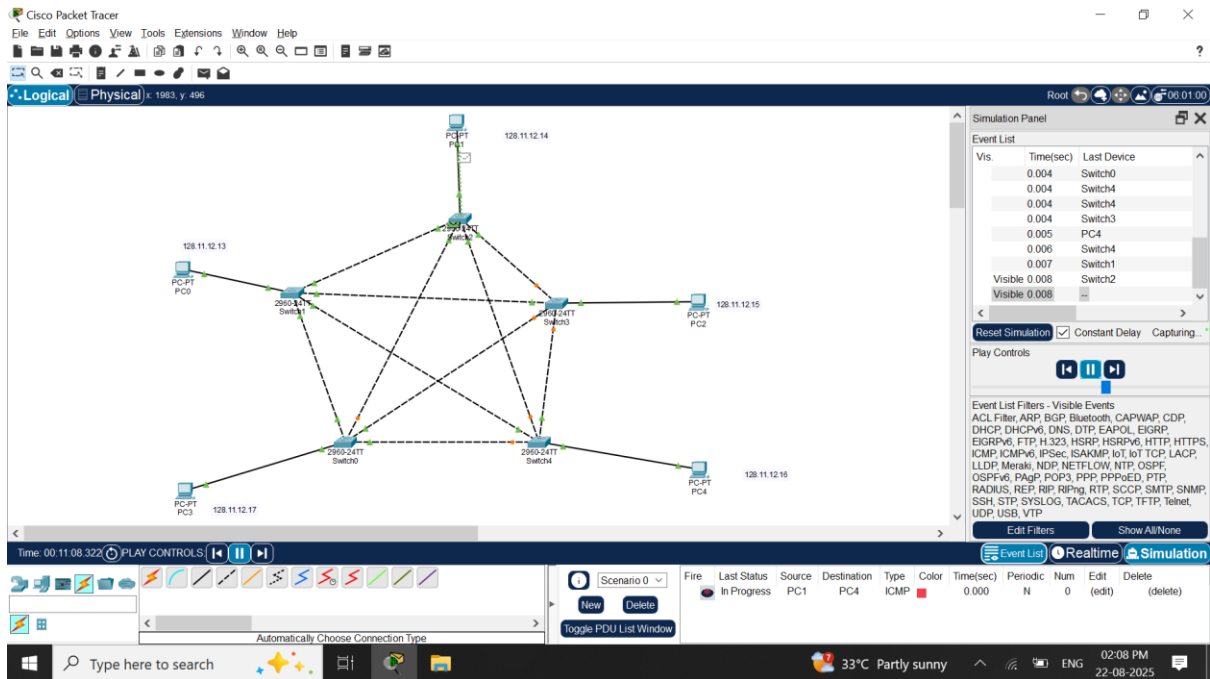 Cisco Packet Tracer
File Edit Options View Tools Extensions Window Help
?
Logical Physical x: 1983, y: 496 Root 06:01:00
PC-PT
PC1
128.11.12.14
2960-24TT
Switch2
128.11.12.13
PC-PT
PC0
2960-24TT
Switch1
2960-24TT
Switch3
PC-PT
PC2
128.11.12.15
2960-24TT
Switch0
2960-24TT
Switch4
PC-PT
PC4
128.11.12.16
PC-PT
PC3
128.11.12.17
Simulation Panel
Event List
Vis. Time(sec) Last Device
0.004 Switch0
0.004 Switch4
0.004 Switch4
0.004 Switch3
0.005 PC4
0.006 Switch4
0.007 Switch1
Visible 0.008 Switch2
Visible 0.008 --
Reset Simulation Constant Delay Capturing...
Play Controls
Event List Filters - Visible Events
ACL Filter, ARP, BGP, Bluetooth, CAPWAP, CDP,
DHCP, DHCPv6, DNS, DTP, EAPOL, EIGRP,
EIGRPv6, FTP, H.323, HSRP, HSRPv6, HTTP, HTTPS,
ICMP, ICMPv6, IPSec, ISAKMP, IoT, IoT TCP, LACP,
LLDP, Meraki, NDP, NETFLOW, NTP, OSPF,
OSPFv6, PAgP, POP3, PPP, PPPoED, PTP,
RADIUS, REP, RIP, RIPng, RTP, SCCP, SMTP, SNMP,
SSH, STP, SYSLOG, TACACS, TCP, TFTP, Telnet,
UDP, USB, VTP
Edit Filters Show All/None
Time: 00:11:08.322 PLAY CONTROLS: Event List Realtime Simulation
Automatically Choose Connection Type
Scenario 0
New Delete
Toggle PDU List Window
Fire Last Status Source Destination Type Color Time(sec) Periodic Num Edit Delete
In Progress PC1 PC4 ICMP 0.000 N 0 (edit) (delete)
Type here to search
33°C Partly sunny ENG
02:08 PM
22-08-2025